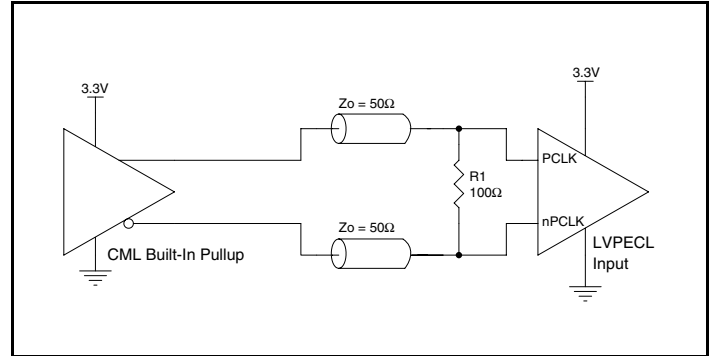 3.3V
3.3V
Zo = 50Ω
PCLK
R1
100Ω
Zo = 50Ω
nPCLK
CML Built-In Pullup
LVPECL
Input